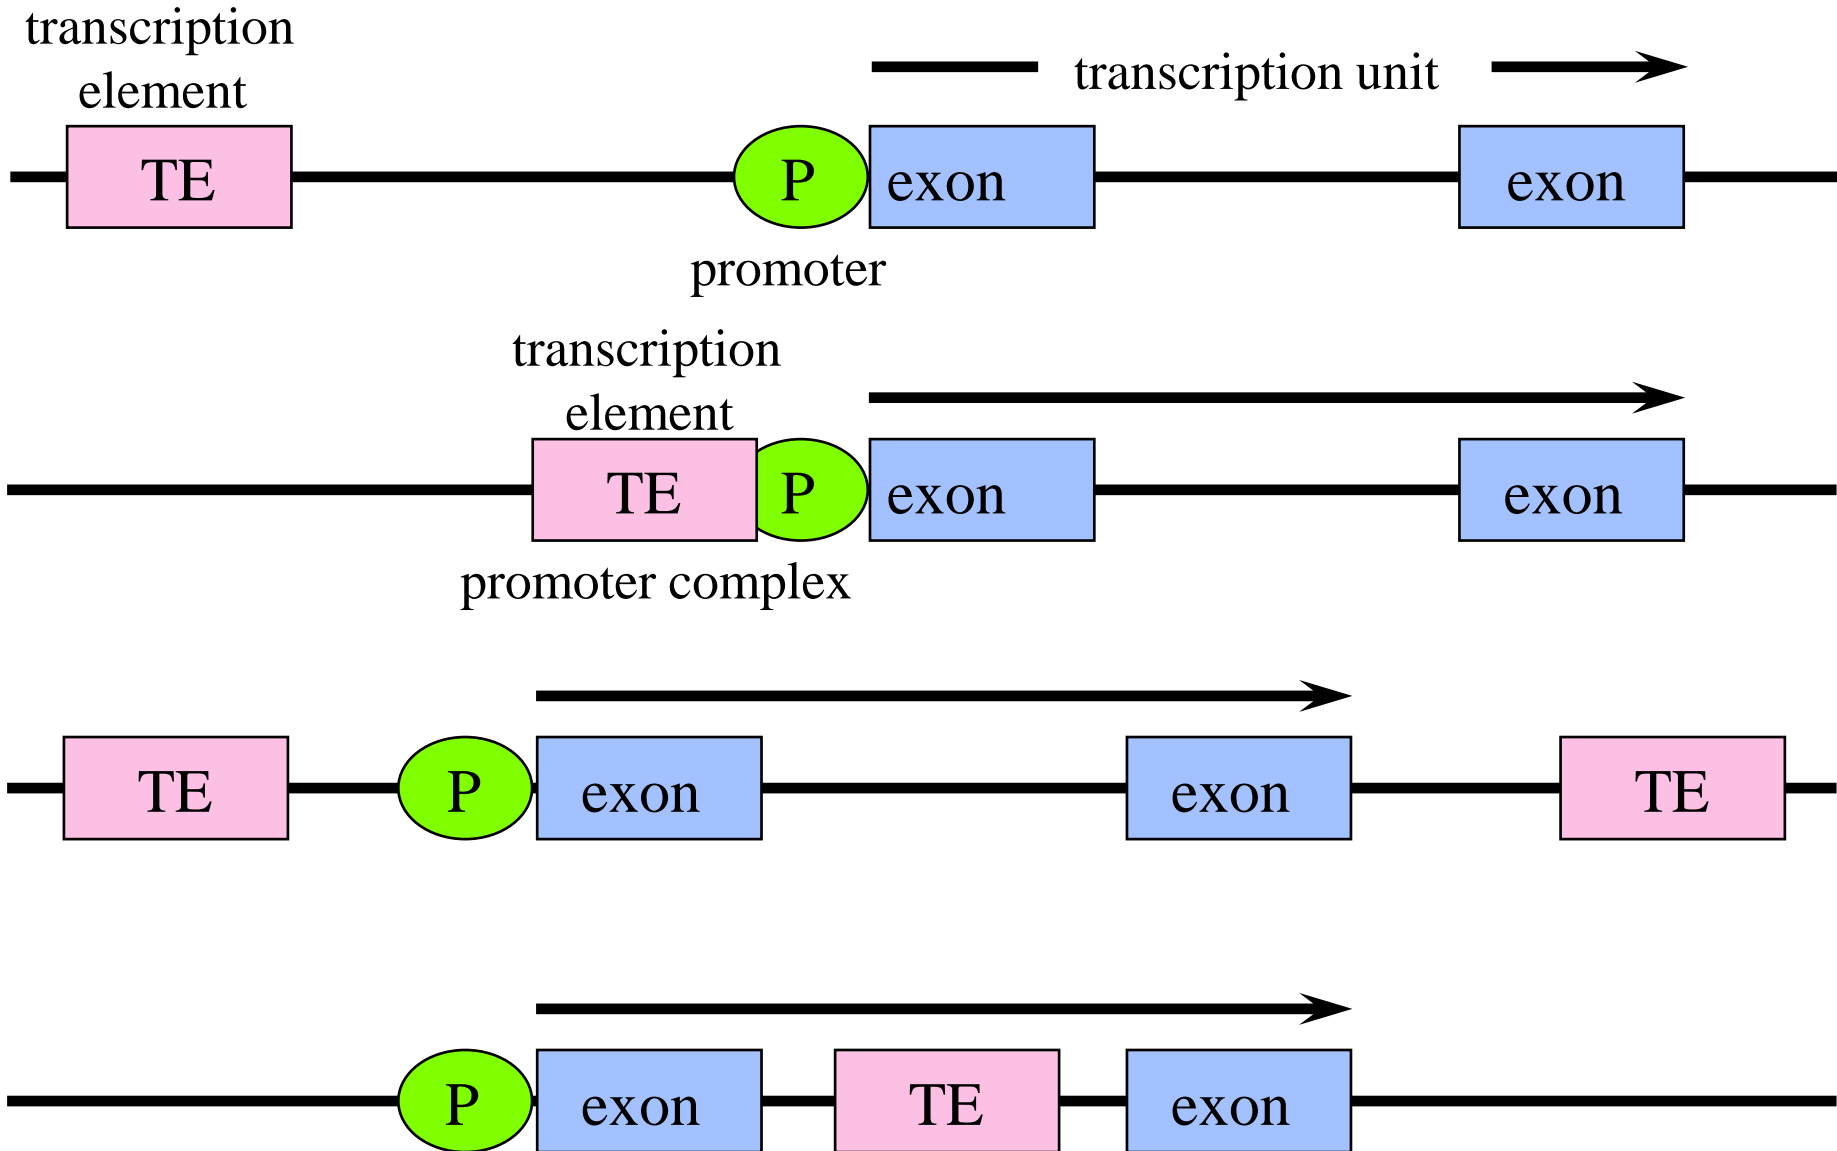 transcription
element
transcription unit
TE
P
exon
exon
promoter
transcription
element
TE
P
exon
exon
promoter complex
TE
P
exon
exon
TE
P
exon
TE
exon